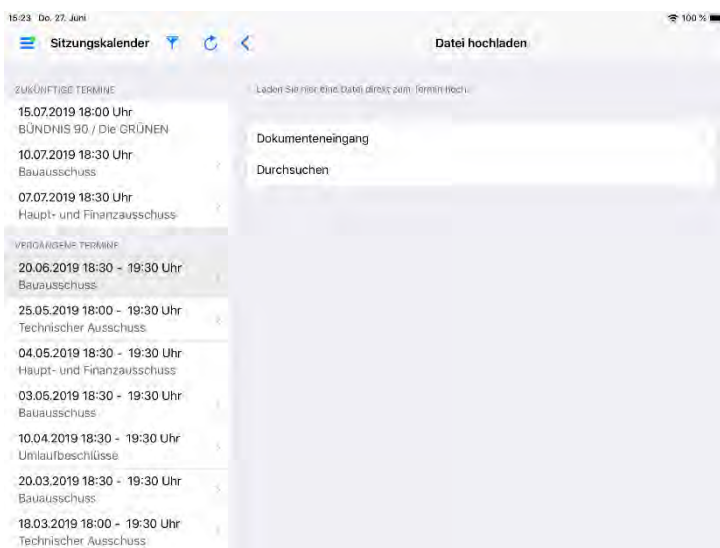 15:23 Do. 27. Juni
100 %
Sitzungskalender
Datei hochladen
ZUKÜNFTIGE TERMINE
Laden Sie hier eine Datei direkt zum Termin hoch.
15.07.2019 18:00 Uhr
BÜNDNIS 90 / Die GRÜNEN
10.07.2019 18:30 Uhr
Bauausschuss
07.07.2019 18:30 Uhr
Haupt- und Finanzausschuss
Dokumenteneingang
Durchsuchen
VERGANGENE TERMINE
20.06.2019 18:30 - 19:30 Uhr
Bauausschuss
25.05.2019 18:00 - 19:30 Uhr
Technischer Ausschuss
04.05.2019 18:30 - 19:30 Uhr
Haupt- und Finanzausschuss
03.05.2019 18:30 - 19:30 Uhr
Bauausschuss
10.04.2019 18:30 - 19:30 Uhr
Umlaufbeschlüsse
20.03.2019 18:30 - 19:30 Uhr
Bauausschuss
18.03.2019 18:00 - 19:30 Uhr
Technischer Ausschuss